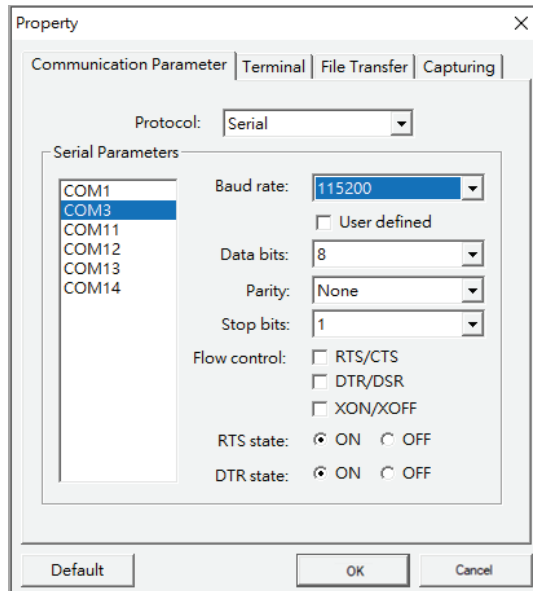 Property
Communication Parameter Terminal File Transfer Capturing
Protocol: Serial
Serial Parameters
COM1
COM3
COM11
COM12
COM13
COM14
Baud rate: 115200
User defined
Data bits: 8
Parity: None
Stop bits: 1
Flow control: RTS/CTS
DTR/DSR
XON/XOFF
RTS state: ON OFF
DTR state: ON OFF
Default OK Cancel